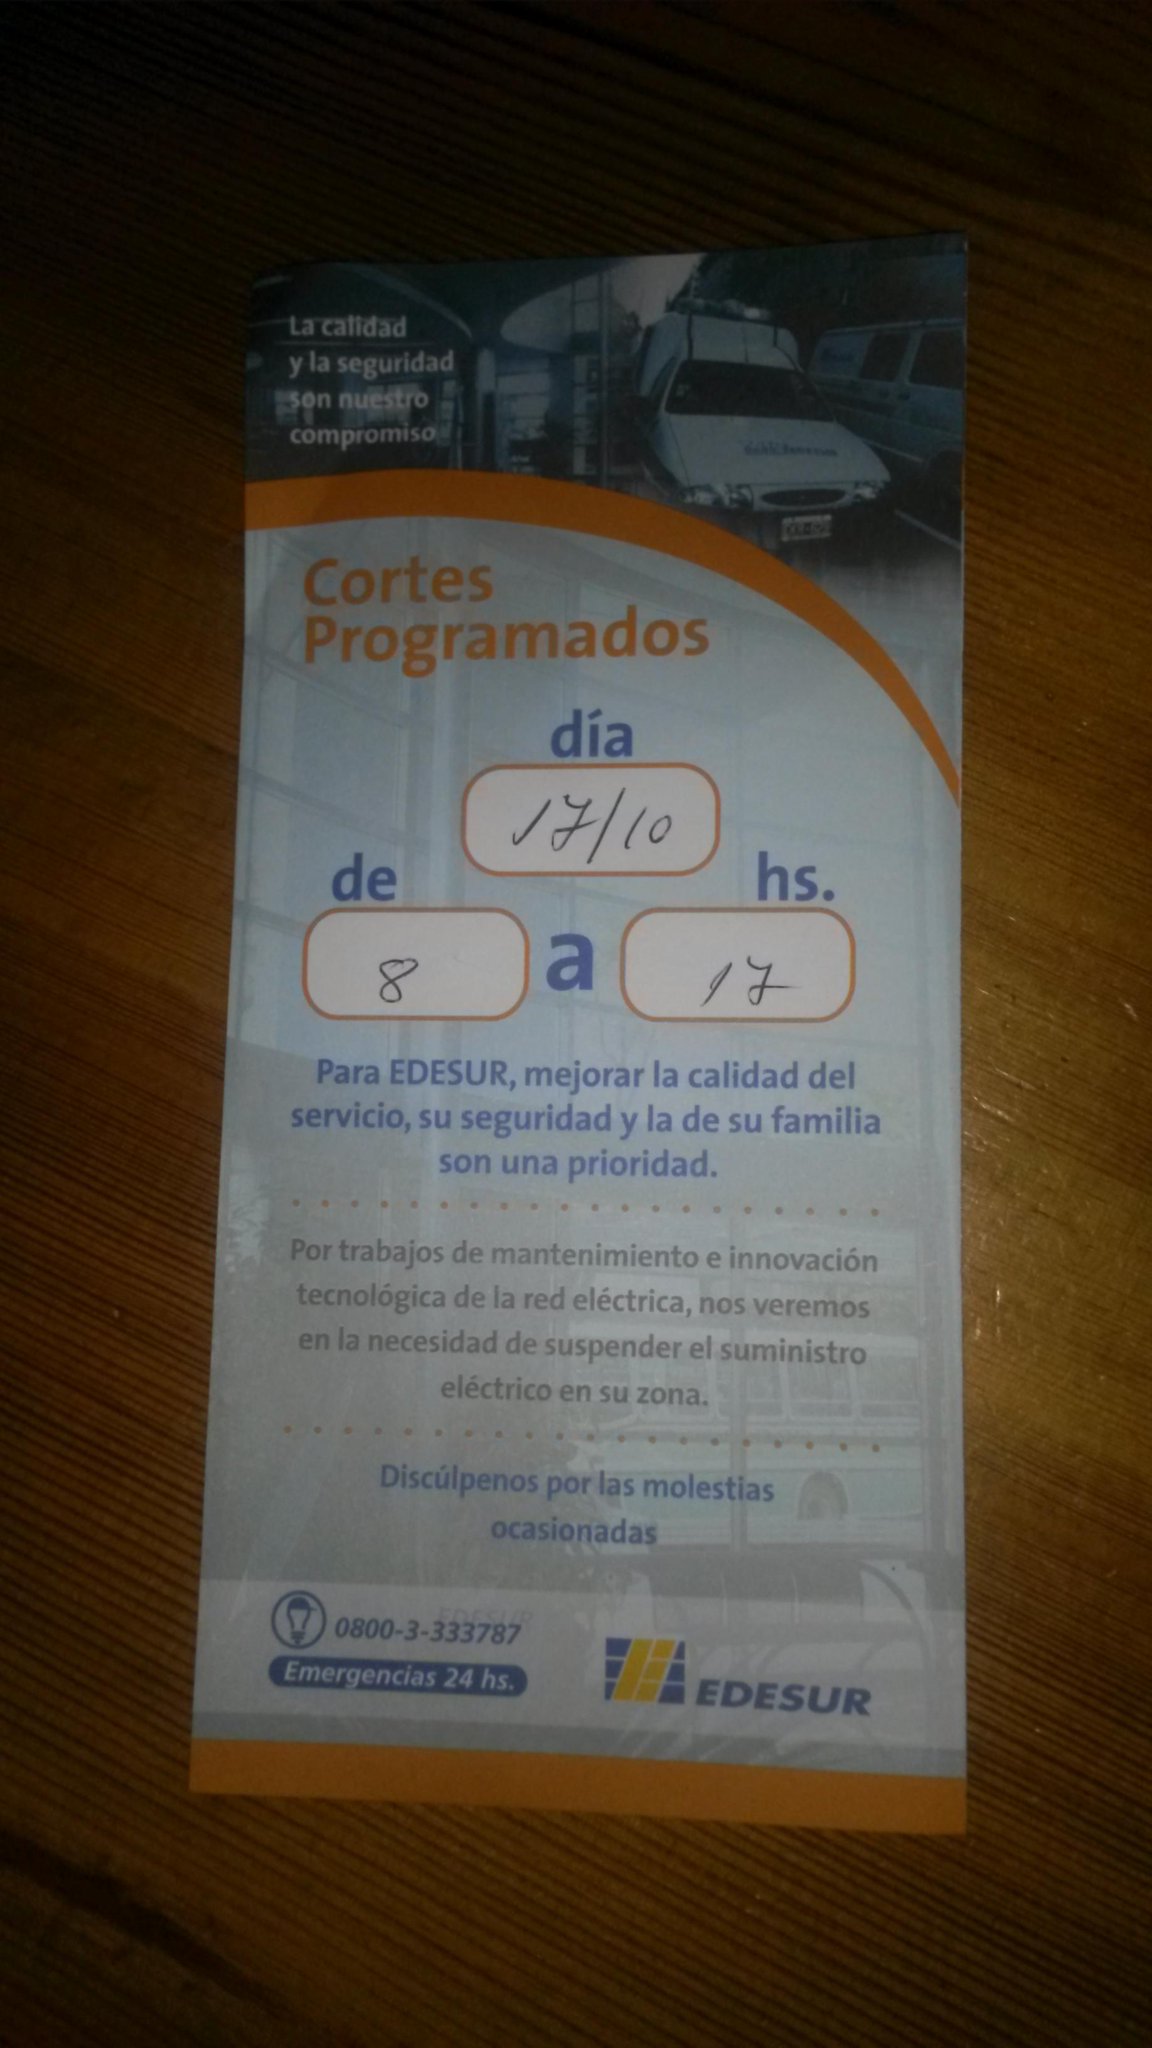 La calidad
y la seguridad
son nuestro
compromiso
Cortes
Programados
día
17/10
de
hs.
8
a
17
Para EDESUR, mejorar la calidad del
servicio, su seguridad y la de su familia
son una prioridad.
Por trabajos de mantenimiento e innovación
tecnológica de la red eléctrica, nos veremos
en la necesidad de suspender el suministro
eléctrico en su zona.
Discúlpenos por las molestias
ocasionadas
0800-3-333787
Emergencias 24 hs.
EDESUR